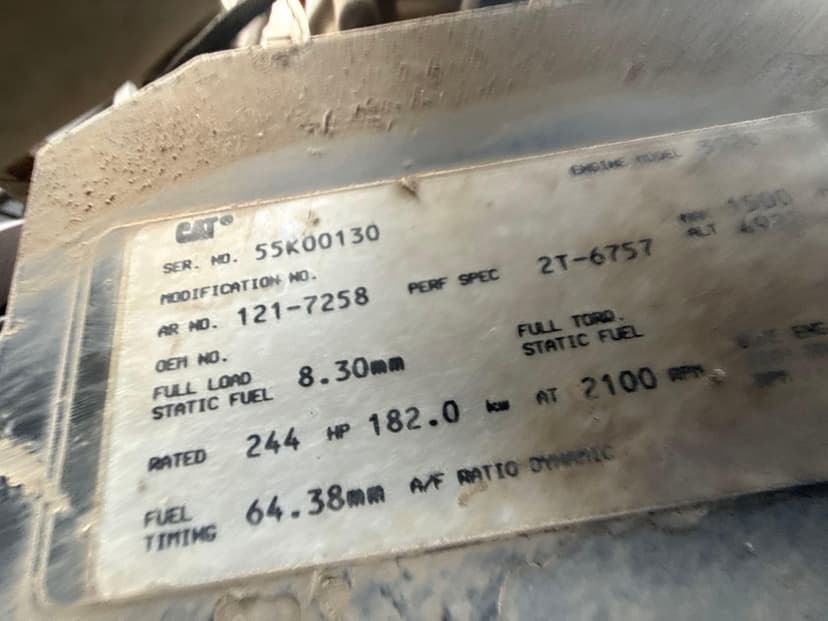 CAT®
ENGINE MODEL
SER. NO. 55K00130
MODIFICATION NO.
AR NO. 121-7258 PERF SPEC 2T-6757
ALT
OEM NO.
FULL LOAD STATIC FUEL 8.30mm FULL TORQ. STATIC FUEL
RATED 244 HP 182.0 kw AT 2100 RPM
FUEL TIMING 64.38mm A/F RATIO DYNAMIC